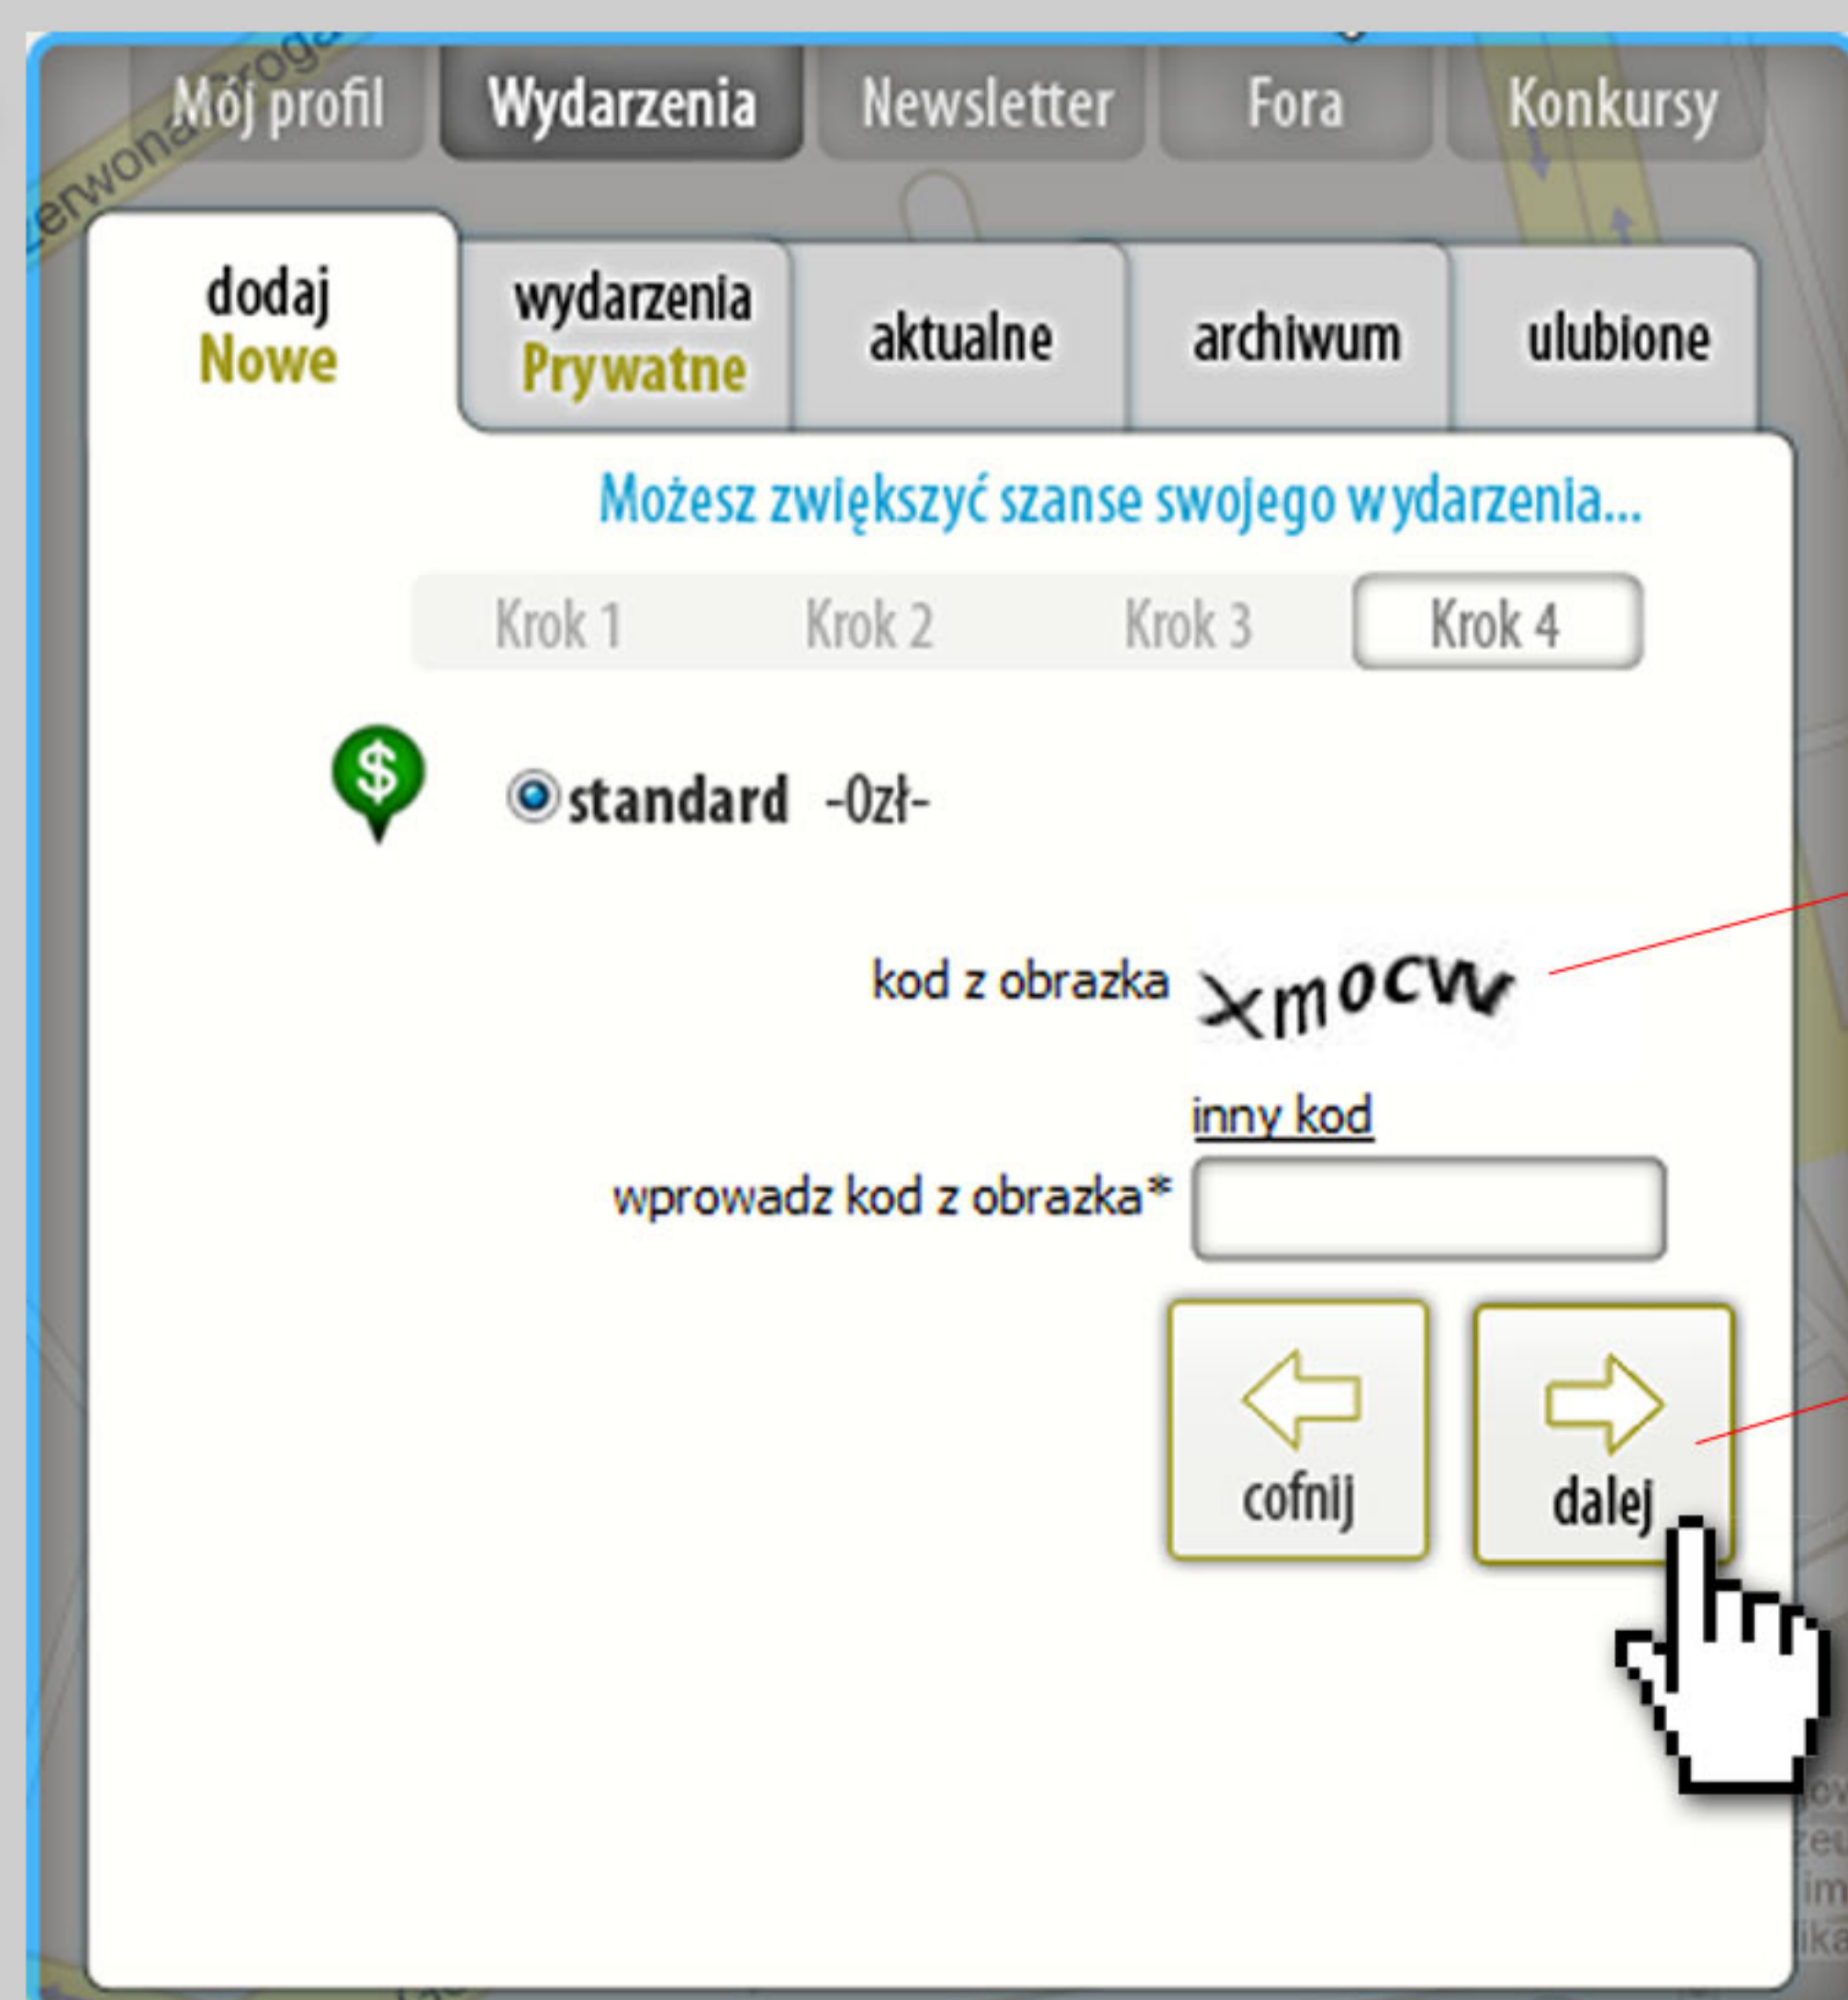 Mój profil Wydarzenia Newsletter Fora Konkursy
dodaj
Nowe
wydarzenia
Prywatne
aktualne
archiwum
ulubione
Możesz zwiększyć szanse swojego wydarzenia...
Krok 1 Krok 2 Krok 3 Krok 4
$
standard -0zł-
kod z obrazka xmocw
inny kod
wprowadz kod z obrazka*
cofnij
dalej